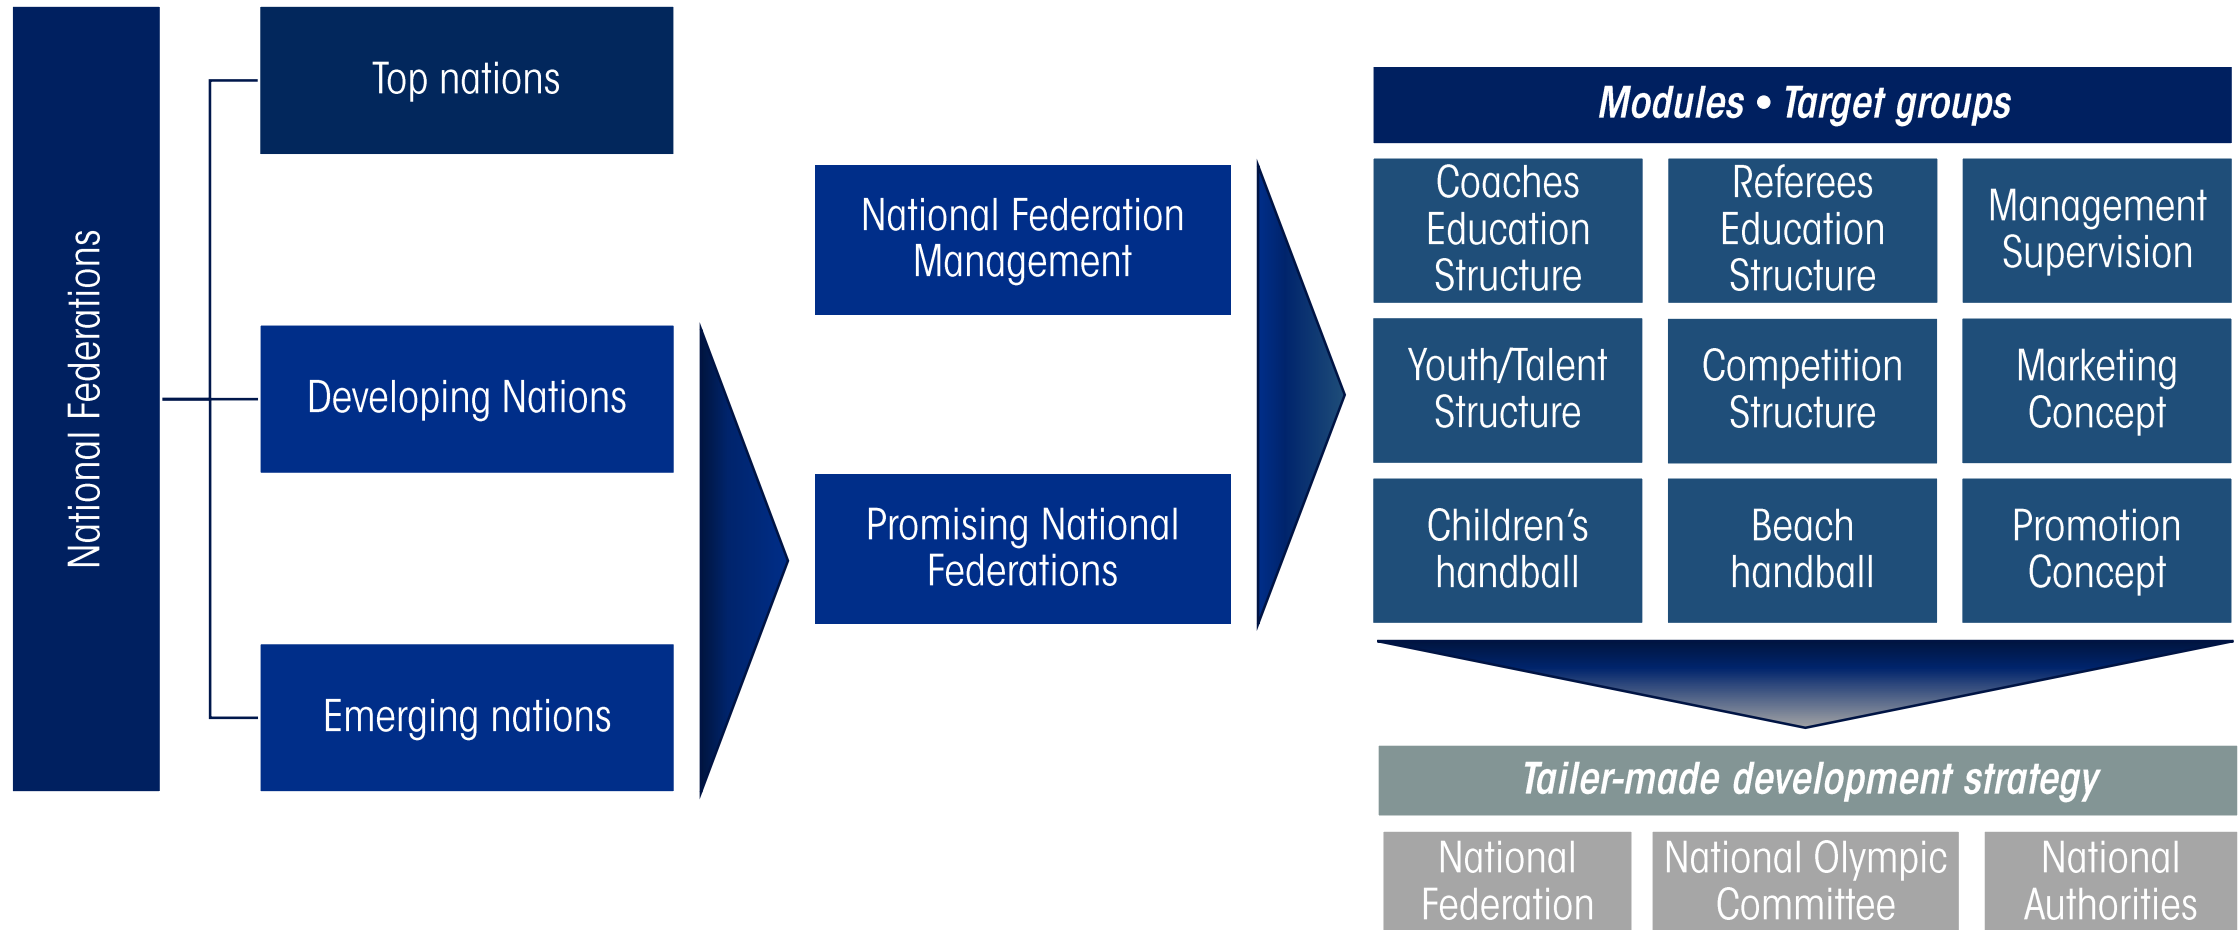 National Federations
Top nations
Developing Nations
Emerging nations
National Federation
Management
Promising National
Federations
Modules • Target groups
Coaches
Education
Structure
Referees
Education
Structure
Management
Supervision
Youth/Talent
Structure
Competition
Structure
Marketing
Concept
Children’s
handball
Beach
handball
Promotion
Concept
Tailer-made development strategy
National
Federation
National Olympic
Committee
National
Authorities